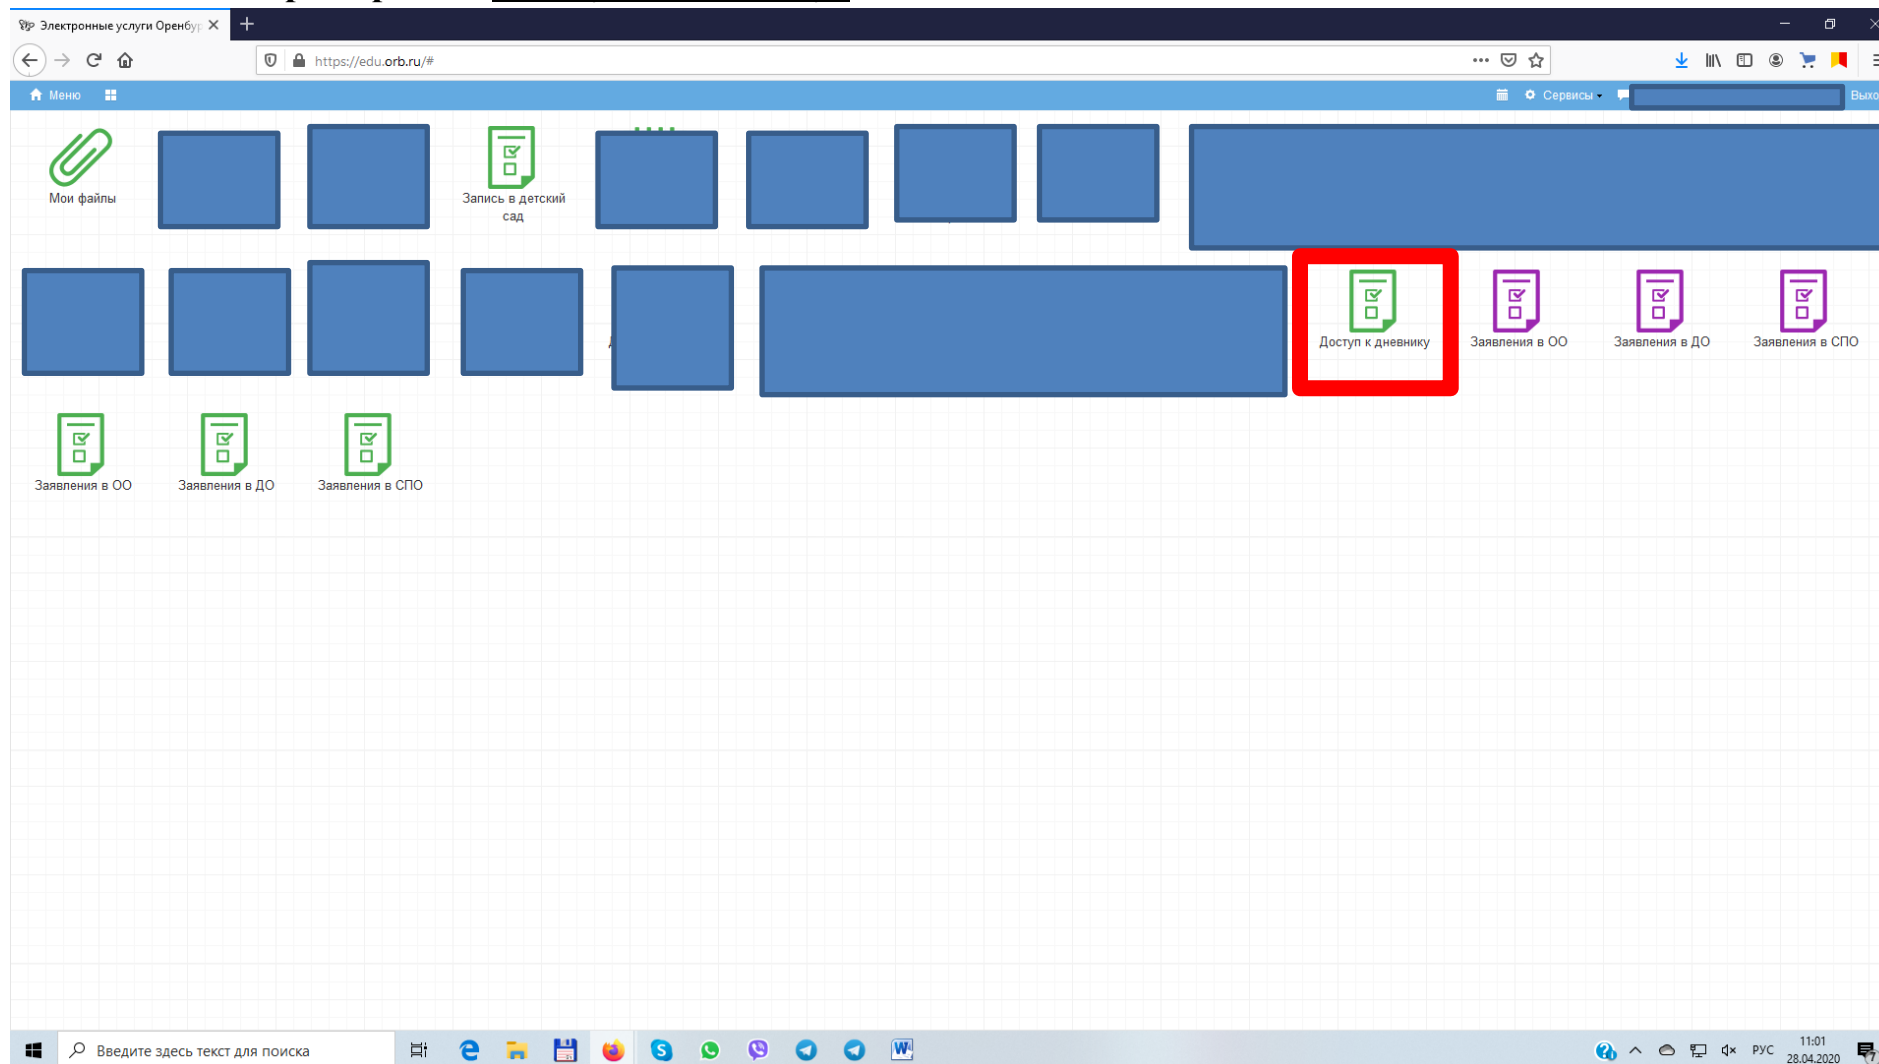 Электронные услуги Оренбур
https://edu.orb.ru/#
Меню
Сервисы
Выхо
Мои файлы
Запись в детский
сад
Доступ к дневнику
Заявления в ОО
Заявления в ДО
Заявления в СПО
Заявления в ОО
Заявления в ДО
Заявления в СПО
Введите здесь текст для поиска
РУС
11:01
28.04.2020